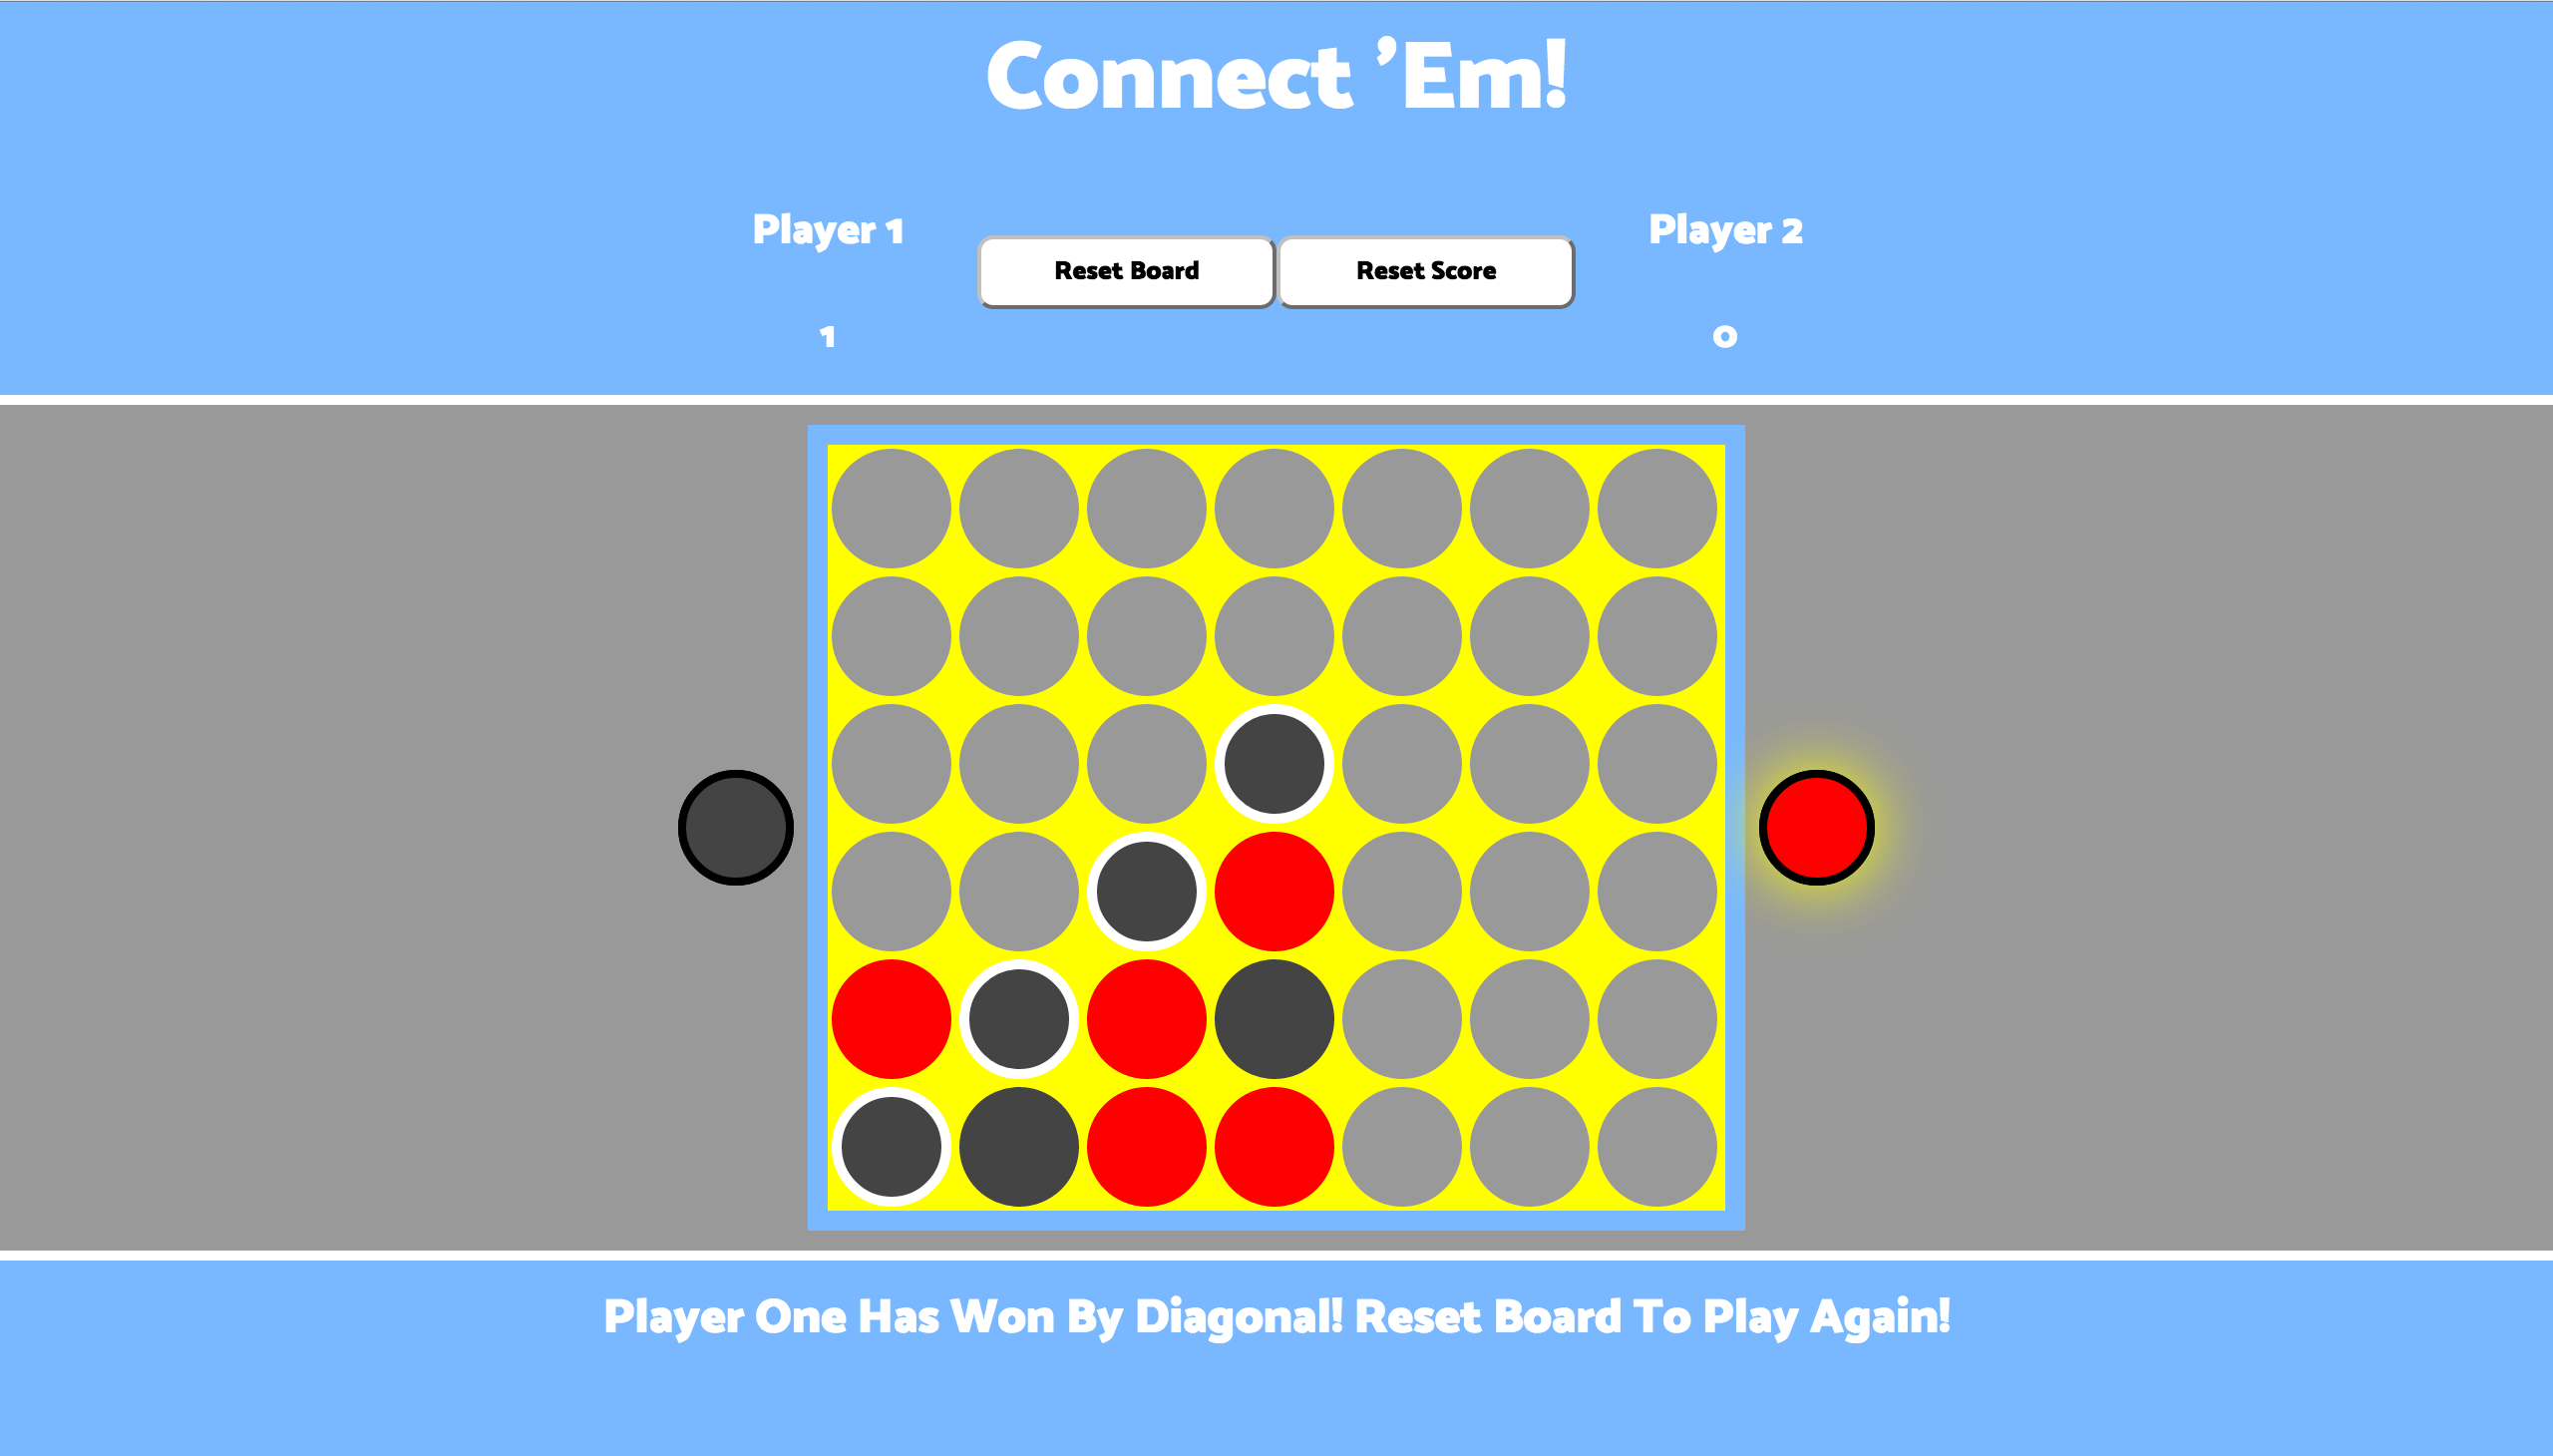 Connect ’Em!
Player 1
Reset Board
Reset Score
Player 2
1
0
Player One Has Won By Diagonal! Reset Board To Play Again!